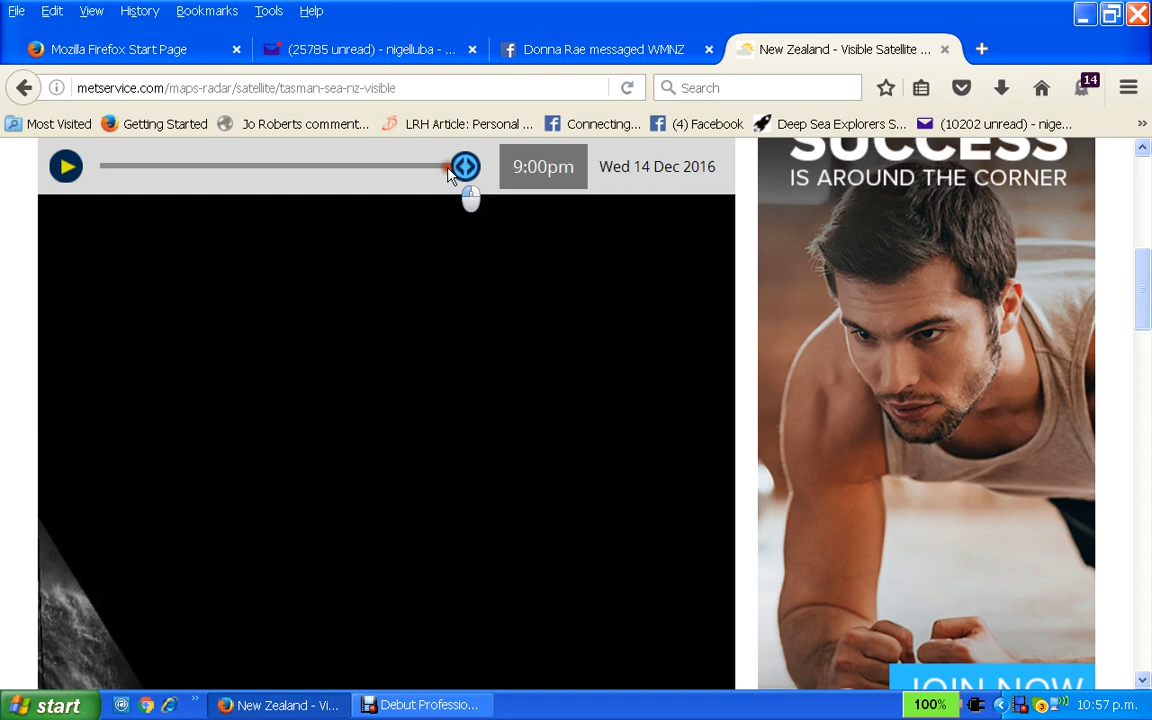 File Edit View History Bookmarks Tools Help
Mozilla Firefox Start Page
(25785 unread) - nigelluba - ...
Donna Rae messaged WMNZ
New Zealand - Visible Satellite ...
metservice.com/maps-radar/satellite/tasman-sea-nz-visible
Search
14
Most Visited
Getting Started
Jo Roberts comment...
LRH Article: Personal ...
Connecting...
(4) Facebook
Deep Sea Explorers S...
(10202 unread) - nige...
9:00pm
Wed 14 Dec 2016
SUCCESS
IS AROUND THE CORNER
JOIN NOW
start
New Zealand - Vi...
Debut Professio...
100%
3
10:57 p.m.